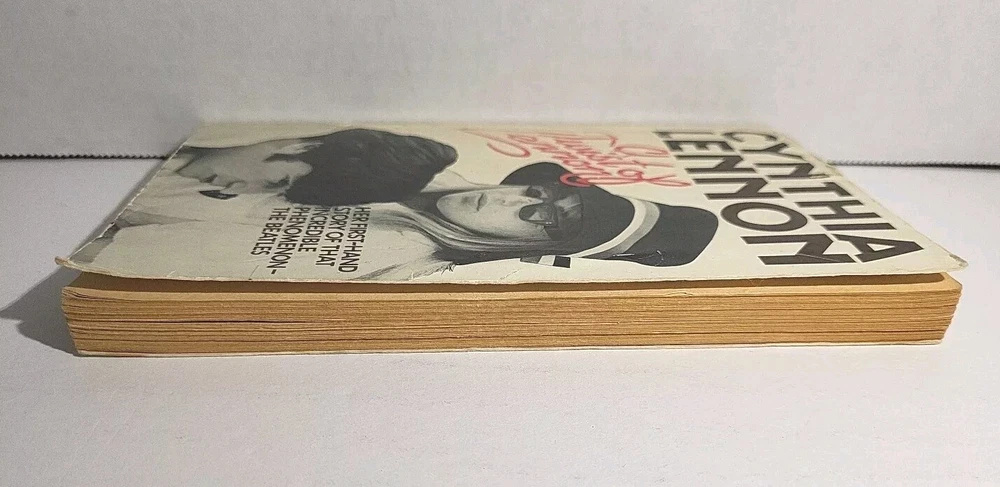 CYNTHIA
LENNON
A Twist of
Lennon
HER FIRST-HAND
STORY OF THAT
INCREDIBLE
PHENOMENON–
THE BEATLES